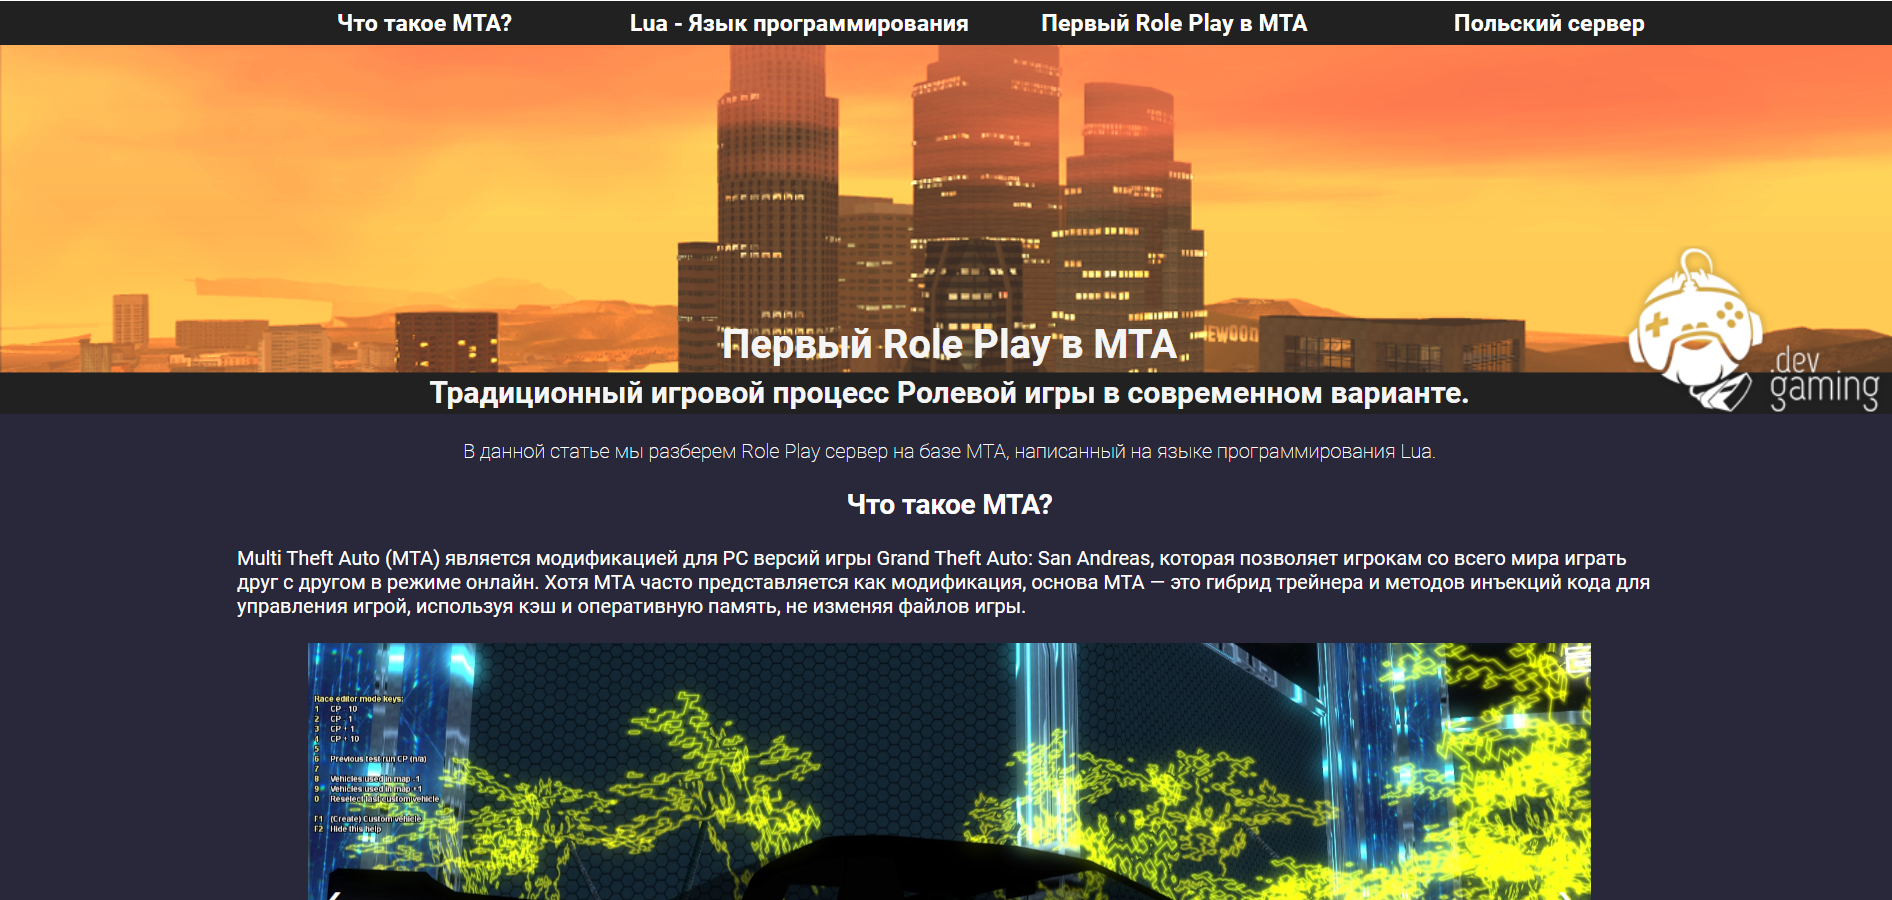 Что такое MTA?
Lua - Язык программирования
Первый Role Play в MTA
Польский сервер
EWOOD
Первый Role Play в MTA
.dev
gaming
Традиционный игровой процесс Ролевой игры в современном варианте.
В данной статье мы разберем Role Play сервер на базе MTA, написанный на языке программирования Lua.
Что такое MTA?
Multi Theft Auto (MTA) является модификацией для PC версий игры Grand Theft Auto: San Andreas, которая позволяет игрокам со всего мира играть
друг с другом в режиме онлайн. Хотя MTA часто представляется как модификация, основа MTA — это гибрид трейнера и методов инъекций кода для
управления игрой, используя кэш и оперативную память, не изменяя файлов игры.
Race editor mode keys:
1 CP - 10
2 CP - 1
3 CP + 1
4 CP + 10
5
6 Previous test run CP (n/a)
7
8 Vehicles used in map -1
9 Vehicles used in map +1
0 Reselect last custom vehicle
F1 (Create) Custom vehicle
F2 Hide this help